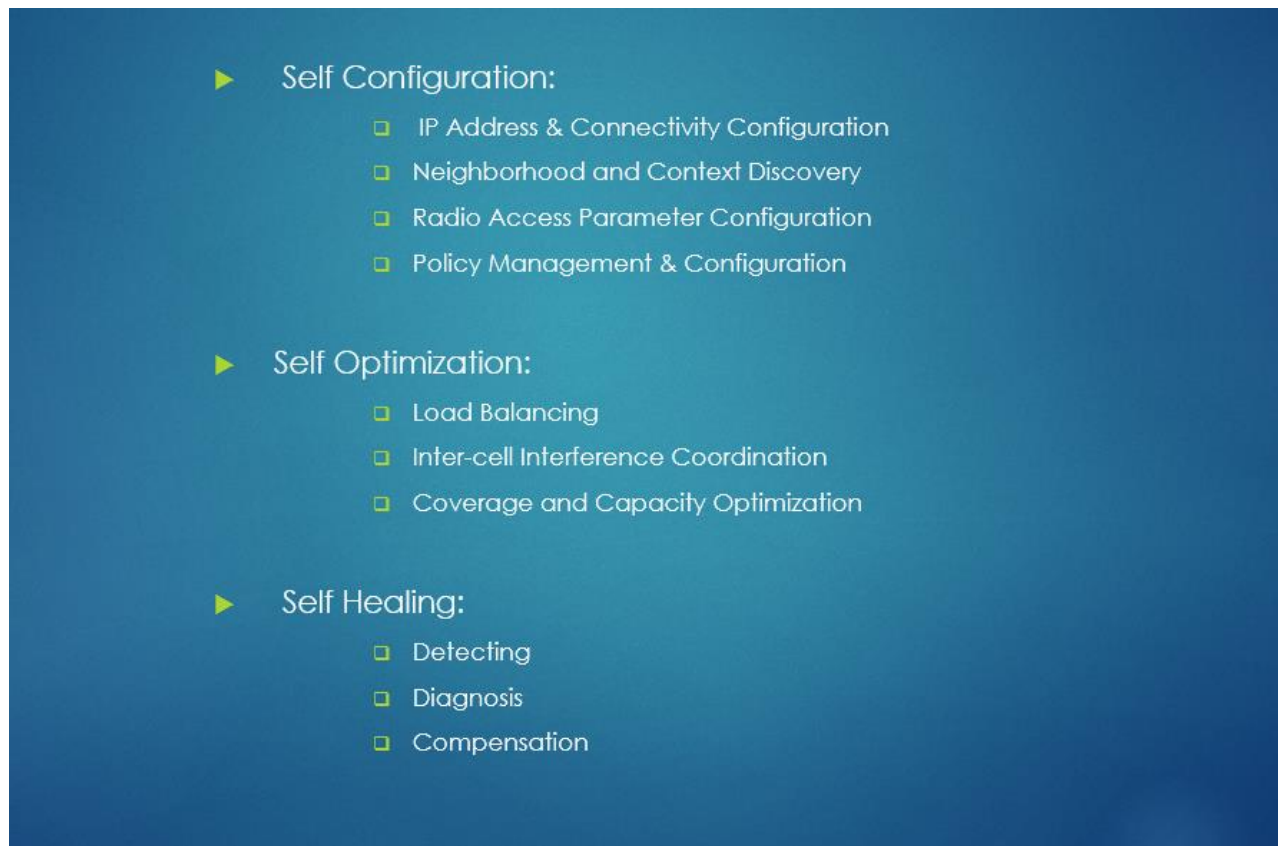 Self Configuration:
IP Address & Connectivity Configuration
Neighborhood and Context Discovery
Radio Access Parameter Configuration
Policy Management & Configuration
Self Optimization:
Load Balancing
Inter-cell Interference Coordination
Coverage and Capacity Optimization
Self Healing:
Detecting
Diagnosis
Compensation